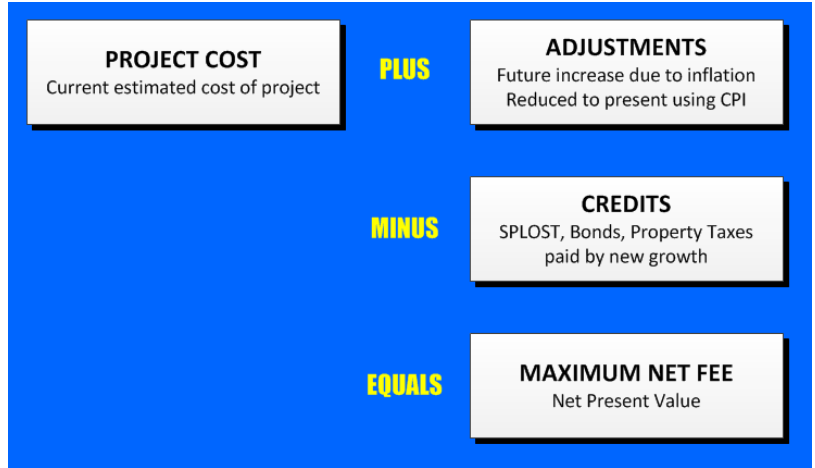 PROJECT COST
Current estimated cost of project
PLUS
ADJUSTMENTS
Future increase due to inflation
Reduced to present using CPI
MINUS
CREDITS
SPLOST, Bonds, Property Taxes
paid by new growth
EQUALS
MAXIMUM NET FEE
Net Present Value